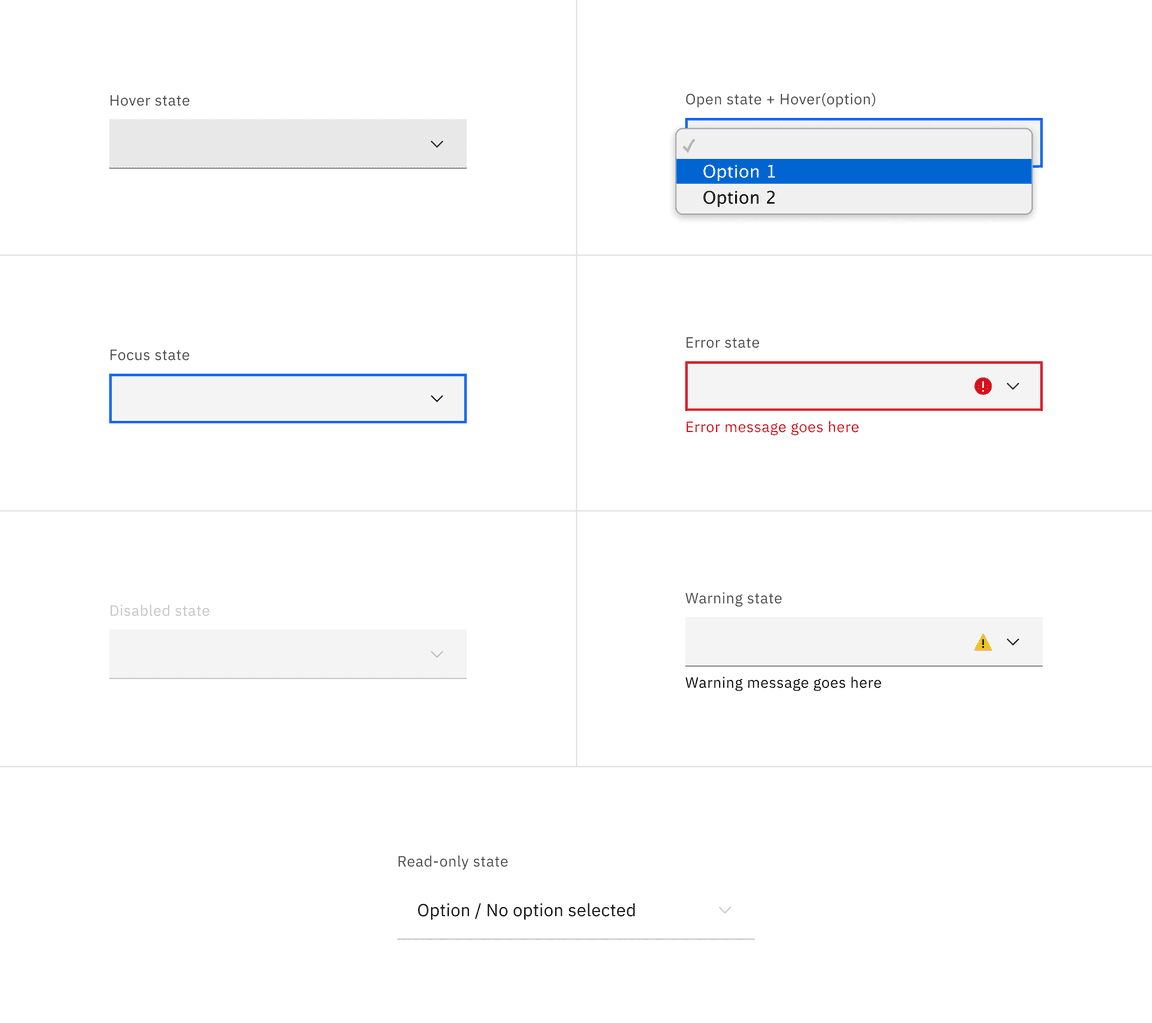 Hover state
Open state + Hover(option)
Option 1
Option 2
Focus state
Error state
Error message goes here
Disabled state
Warning state
Warning message goes here
Read-only state
Option / No option selected